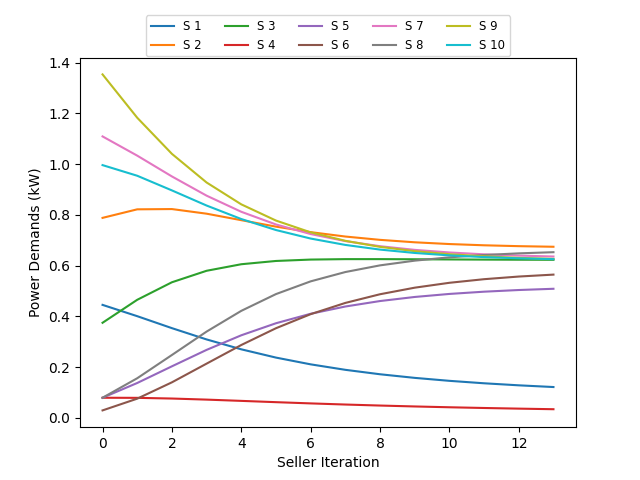 S 1 S 3 S 5 S 7 S 9
S 2 S 4 S 6 S 8 S 10
1.4
1.2
1.0
0.8
0.6
0.4
0.2
0.0
Power Demands (kW)
0 2 4 6 8 10 12
Seller Iteration